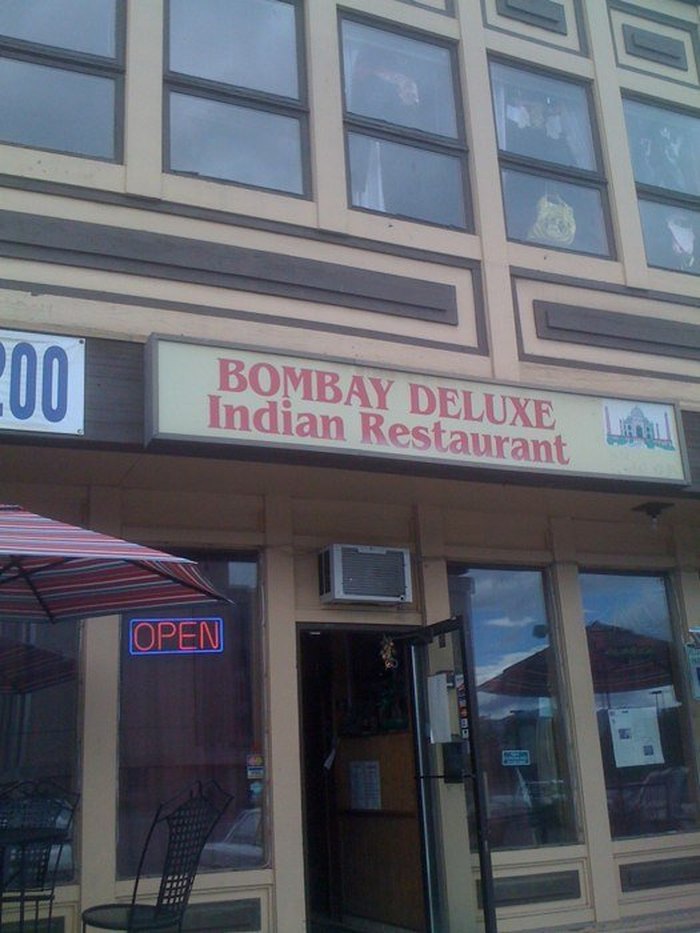 200
BOMBAY DELUXE
Indian Restaurant
OPEN